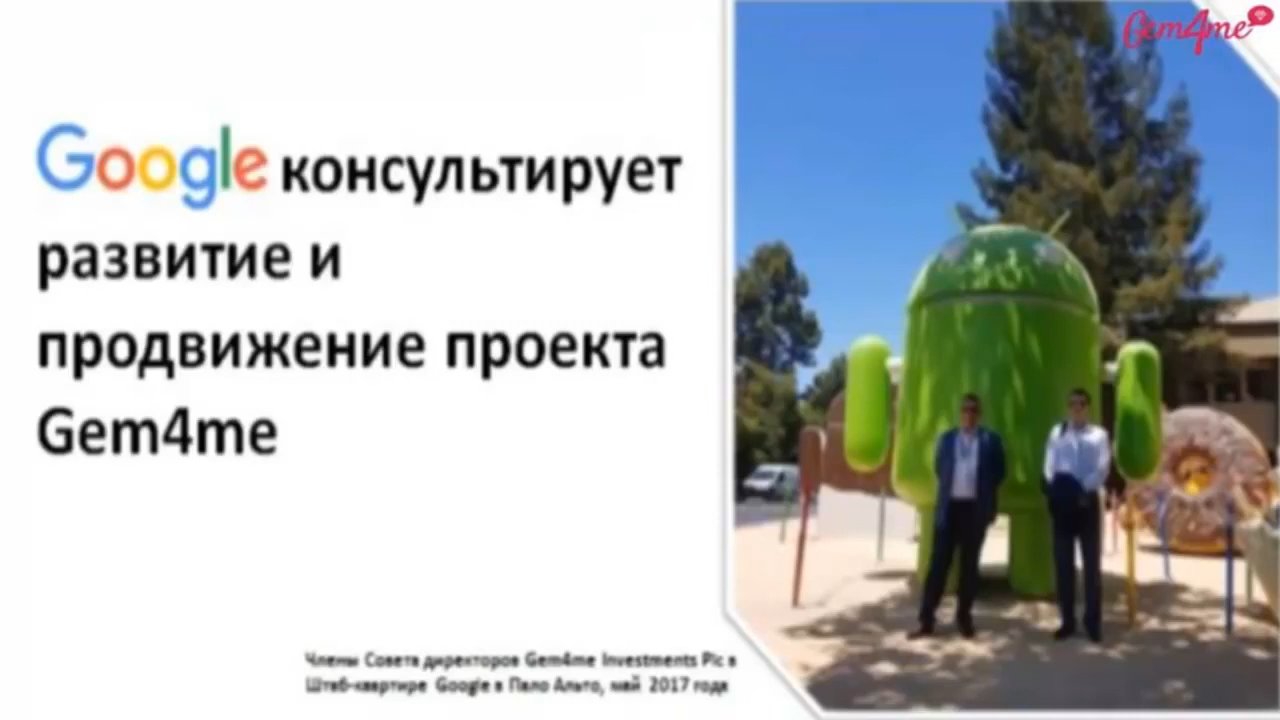 Gem4me
Google консультирует
развитие и
продвижение проекта
Gem4me
Члены Совета директоров Gem4me Investments Plc в
Штаб-квартире Google в Пало Альто, май 2017 года